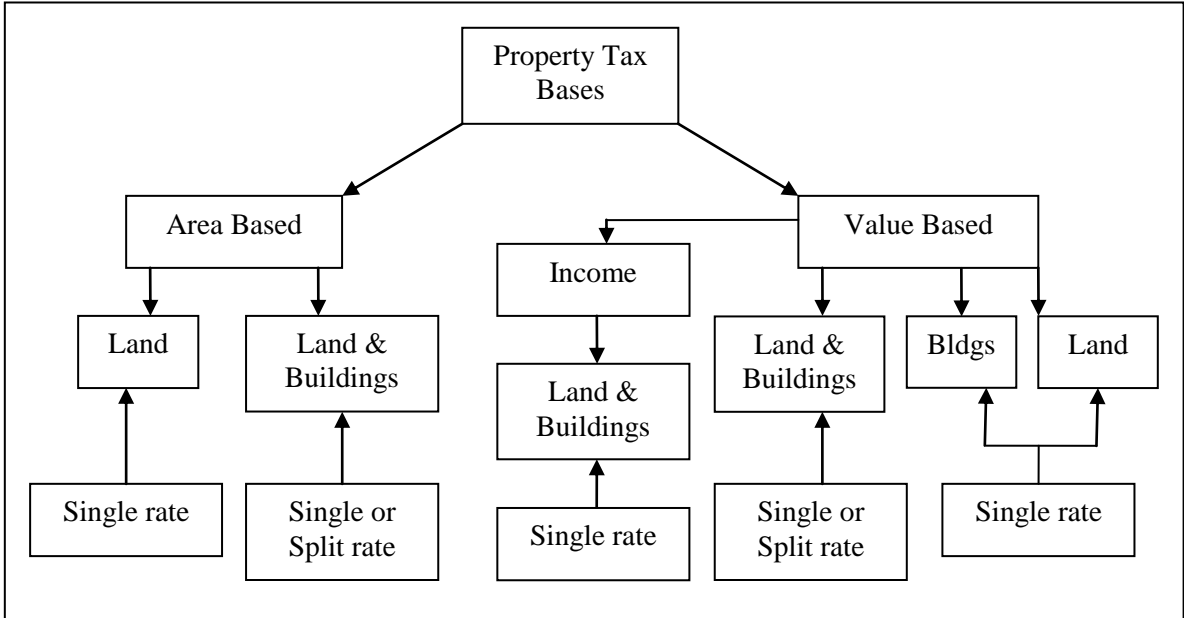 Property Tax
Bases
Area Based
Value Based
Income
Land
Land &
Buildings
Land &
Buildings
Land &
Buildings
Bldgs
Land
Single rate
Single or
Split rate
Single rate
Single or
Split rate
Single rate